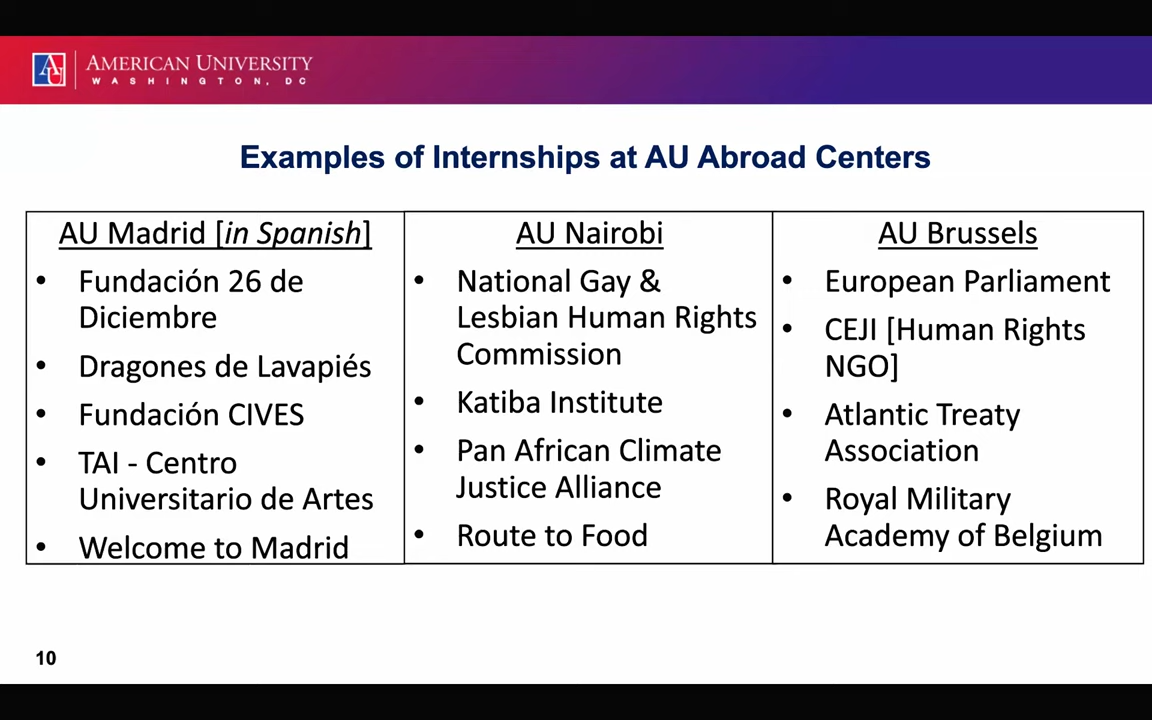 AMERICAN UNIVERSITY
WASHINGTON, DC
Examples of Internships at AU Abroad Centers
AU Madrid [in Spanish]
• Fundación 26 de
Diciembre
• Dragones de Lavapiés
• Fundación CIVES
• TAI - Centro
Universitario de Artes
• Welcome to Madrid
AU Nairobi
• National Gay &
Lesbian Human Rights
Commission
• Katiba Institute
• Pan African Climate
Justice Alliance
• Route to Food
AU Brussels
• European Parliament
• CEJI [Human Rights
NGO]
• Atlantic Treaty
Association
• Royal Military
Academy of Belgium
10